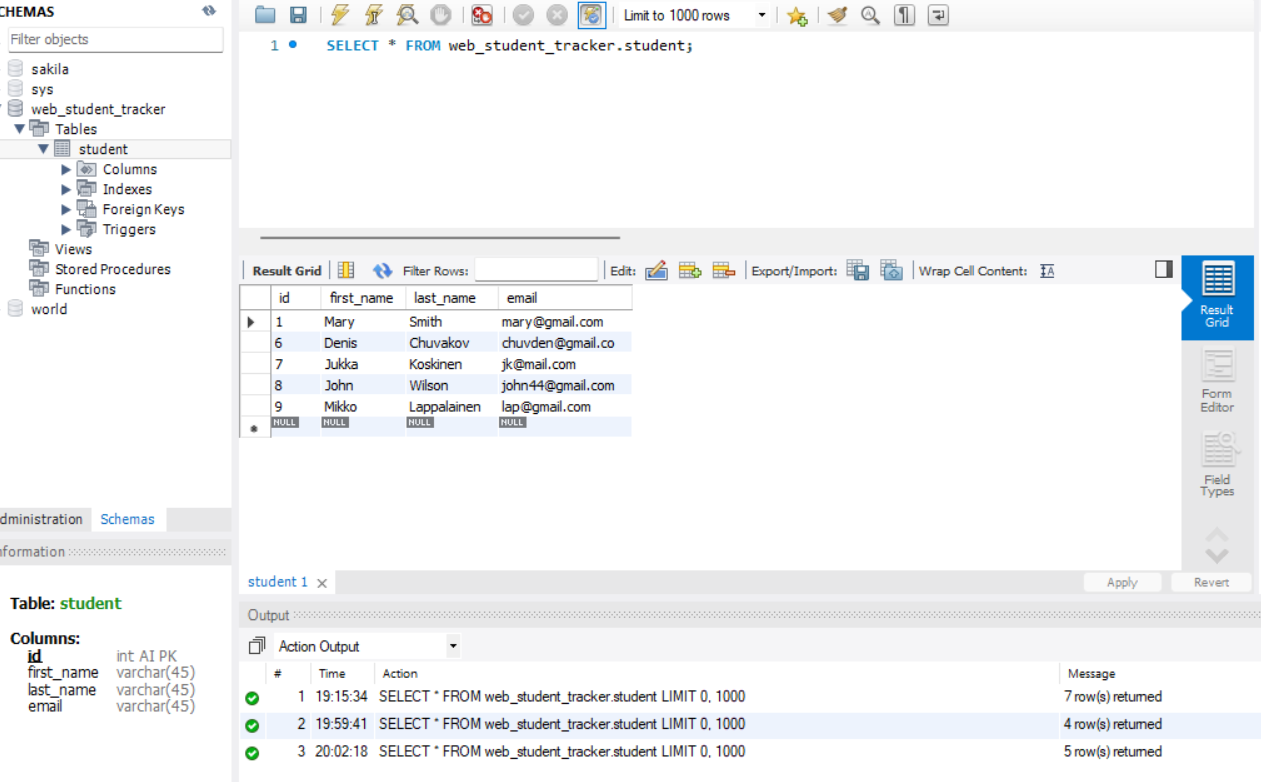 CHEMAS
Filter objects
sakila
sys
web_student_tracker
Tables
student
Columns
Indexes
Foreign Keys
Triggers
Views
Stored Procedures
Functions
world
dministration Schemas
nformation
Table: student
Columns:
id int AI PK
first_name varchar(45)
last_name varchar(45)
email varchar(45)
Limit to 1000 rows
1 SELECT * FROM web_student_tracker.student;
Result Grid Filter Rows: Edit: Export/Import: Wrap Cell Content:
id first_name last_name email
1 Mary Smith mary@gmail.com
6 Denis Chuvakov chuvden@gmail.co
7 Jukka Koskinen jk@mail.com
8 John Wilson john44@gmail.com
9 Mikko Lappalainen lap@gmail.com
NULL NULL NULL NULL
Result
Grid
Form
Editor
Field
Types
student 1 Apply Revert
Output
Action Output
# Time Action Message
1 19:15:34 SELECT * FROM web_student_tracker.student LIMIT 0, 1000 7 row(s) returned
2 19:59:41 SELECT * FROM web_student_tracker.student LIMIT 0, 1000 4 row(s) returned
3 20:02:18 SELECT * FROM web_student_tracker.student LIMIT 0, 1000 5 row(s) returned